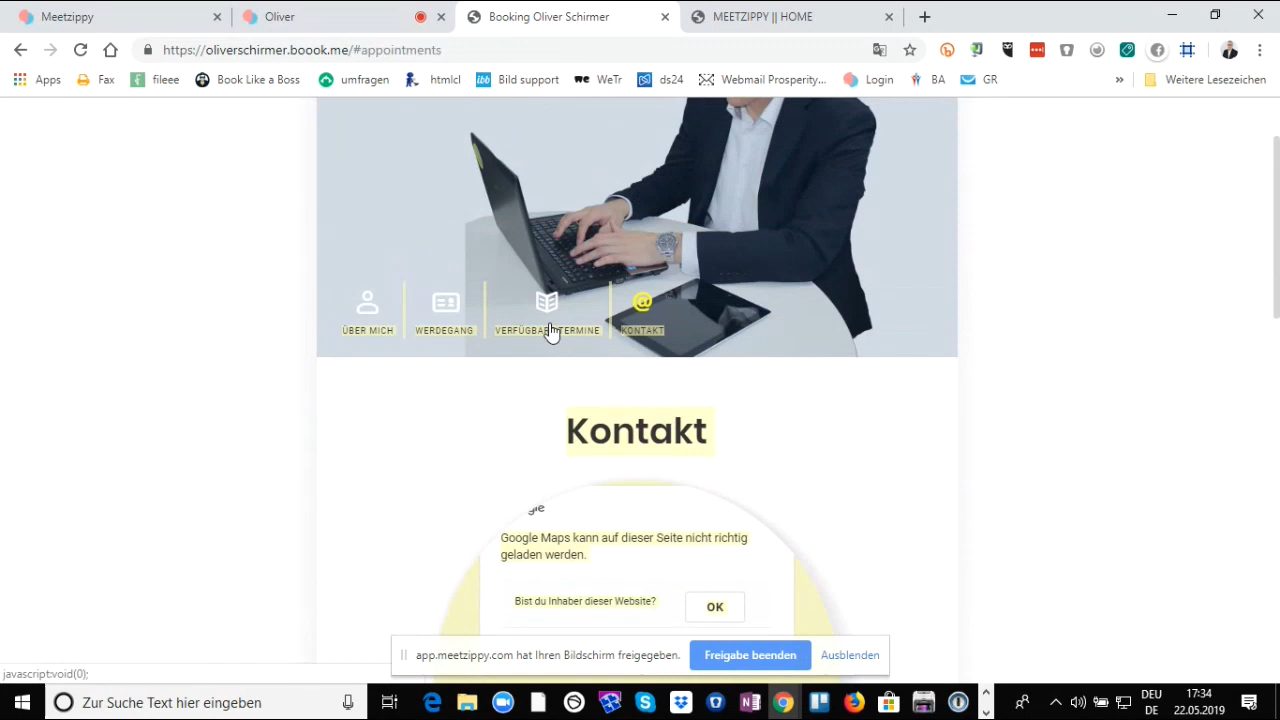 Meetzippy
Oliver
Booking Oliver Schirmer
MEETZIPPY || HOME
https://oliverschirmer.boook.me/#appointments
Apps
Fax
fileee
Book Like a Boss
umfragen
htmlcl
ibb
Bild support
WeTr
ds24
Webmail Prosperity...
Login
BA
GR
»
Weitere Lesezeichen
ÜBER MICH
WERDEGANG
TERMINE
KONTAKT
Kontakt
Google Maps kann auf dieser Seite nicht richtig
geladen werden.
Bist du Inhaber dieser Website?
OK
app.meetzippy.com hat Ihren Bildschirm freigegeben.
Freigabe beenden
Ausblenden
javascript:void(0);
Zur Suche Text hier eingeben
DEU
DE
17:34
22.05.2019